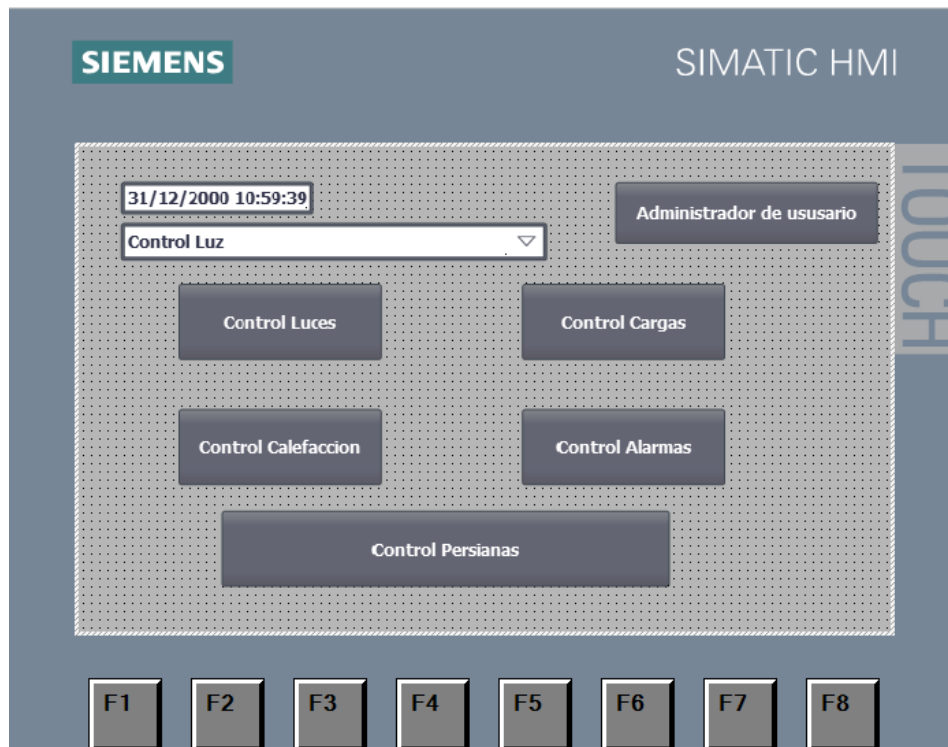 SIEMENS
SIMATIC HMI
TOUCH
31/12/2000 10:59:39
Administrador de ususario
Control Luz
Control Luces
Control Cargas
Control Calefaccion
Control Alarmas
Control Persianas
F1 F2 F3 F4 F5 F6 F7 F8